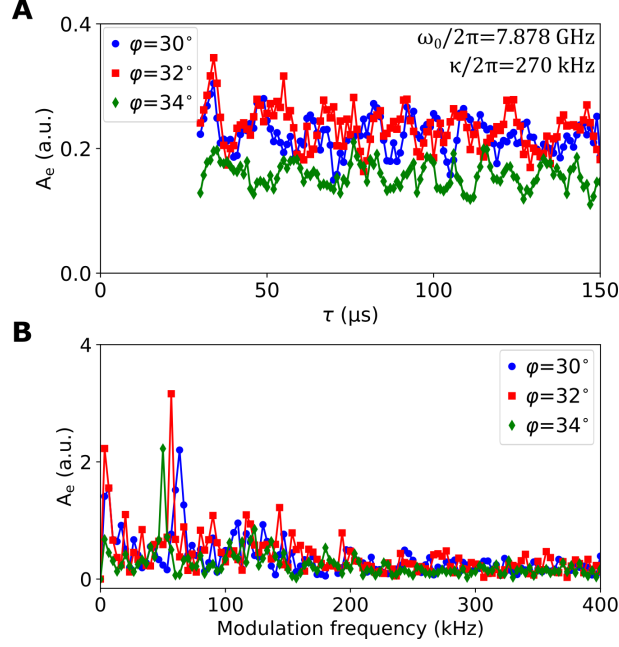 A
0.4
φ=30°
φ=32°
φ=34°
ω₀/2π=7.878 GHz
κ/2π=270 kHz
Aₑ (a.u.)
0.2
0.0
0
50
100
150
τ (μs)
B
4
φ=30°
φ=32°
φ=34°
Aₑ (a.u.)
2
0
0
100
200
300
400
Modulation frequency (kHz)